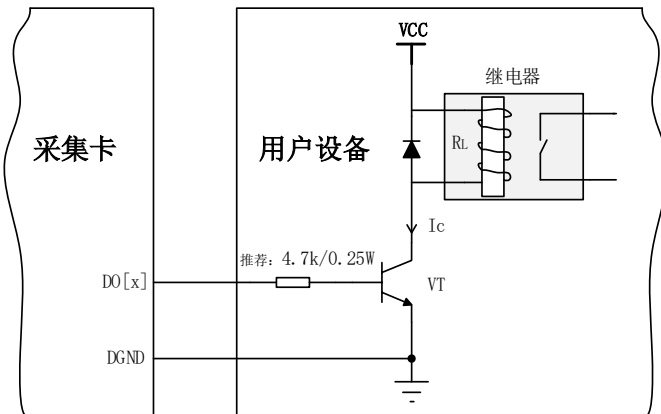 VCC
继电器
采集卡
用户设备
RL
Ic
推荐: 4.7k/0.25W
DO[x]
VT
DGND